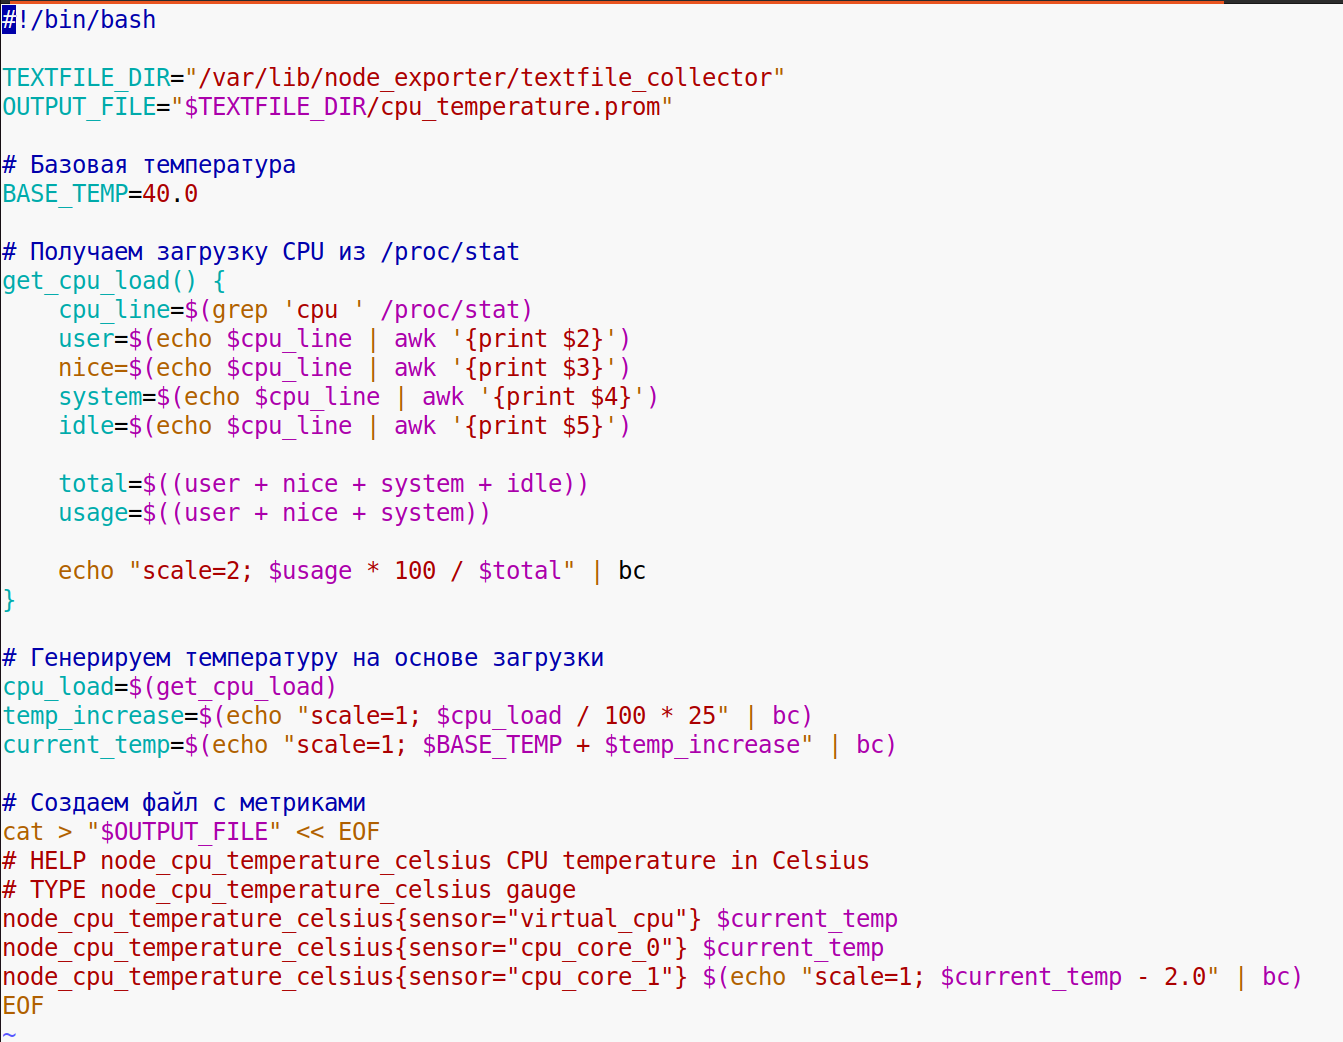 #!/bin/bash

TEXTFILE_DIR="/var/lib/node_exporter/textfile_collector"
OUTPUT_FILE="$TEXTFILE_DIR/cpu_temperature.prom"

# Базовая температура
BASE_TEMP=40.0

# Получаем загрузку CPU из /proc/stat
get_cpu_load() {
    cpu_line=$(grep 'cpu ' /proc/stat)
    user=$(echo $cpu_line | awk '{print $2}')
    nice=$(echo $cpu_line | awk '{print $3}')
    system=$(echo $cpu_line | awk '{print $4}')
    idle=$(echo $cpu_line | awk '{print $5}')

    total=$((user + nice + system + idle))
    usage=$((user + nice + system))

    echo "scale=2; $usage * 100 / $total" | bc
}

# Генерируем температуру на основе загрузки
cpu_load=$(get_cpu_load)
temp_increase=$(echo "scale=1; $cpu_load / 100 * 25" | bc)
current_temp=$(echo "scale=1; $BASE_TEMP + $temp_increase" | bc)

# Создаем файл с метриками
cat > "$OUTPUT_FILE" << EOF
# HELP node_cpu_temperature_celsius CPU temperature in Celsius
# TYPE node_cpu_temperature_celsius gauge
node_cpu_temperature_celsius{sensor="virtual_cpu"} $current_temp
node_cpu_temperature_celsius{sensor="cpu_core_0"} $current_temp
node_cpu_temperature_celsius{sensor="cpu_core_1"} $(echo "scale=1; $current_temp - 2.0" | bc)
EOF
~